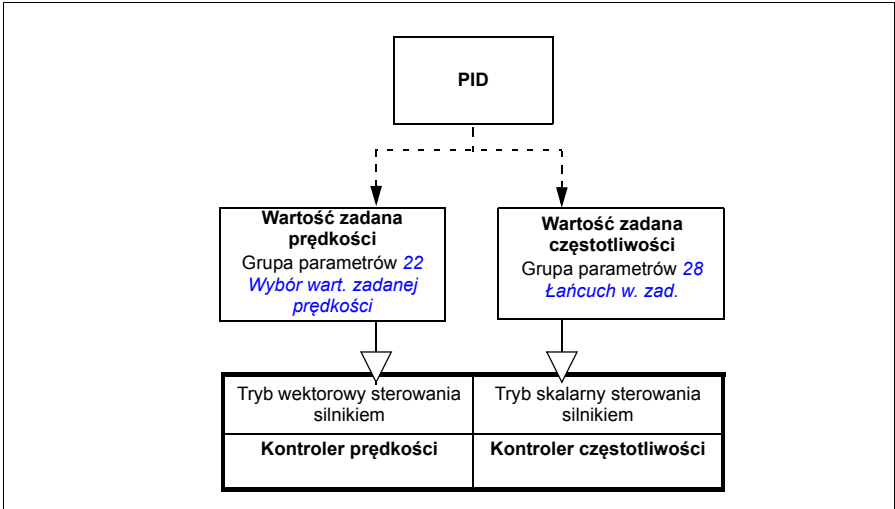 PID
Wartość zadana
prędkości
Grupa parametrów 22
Wybór wart. zadanej
prędkości
Wartość zadana
częstotliwości
Grupa parametrów 28
Łańcuch w. zad.
Tryb wektorowy sterowania
silnikiem
Tryb skalarny sterowania
silnikiem
Kontroler prędkości
Kontroler częstotliwości